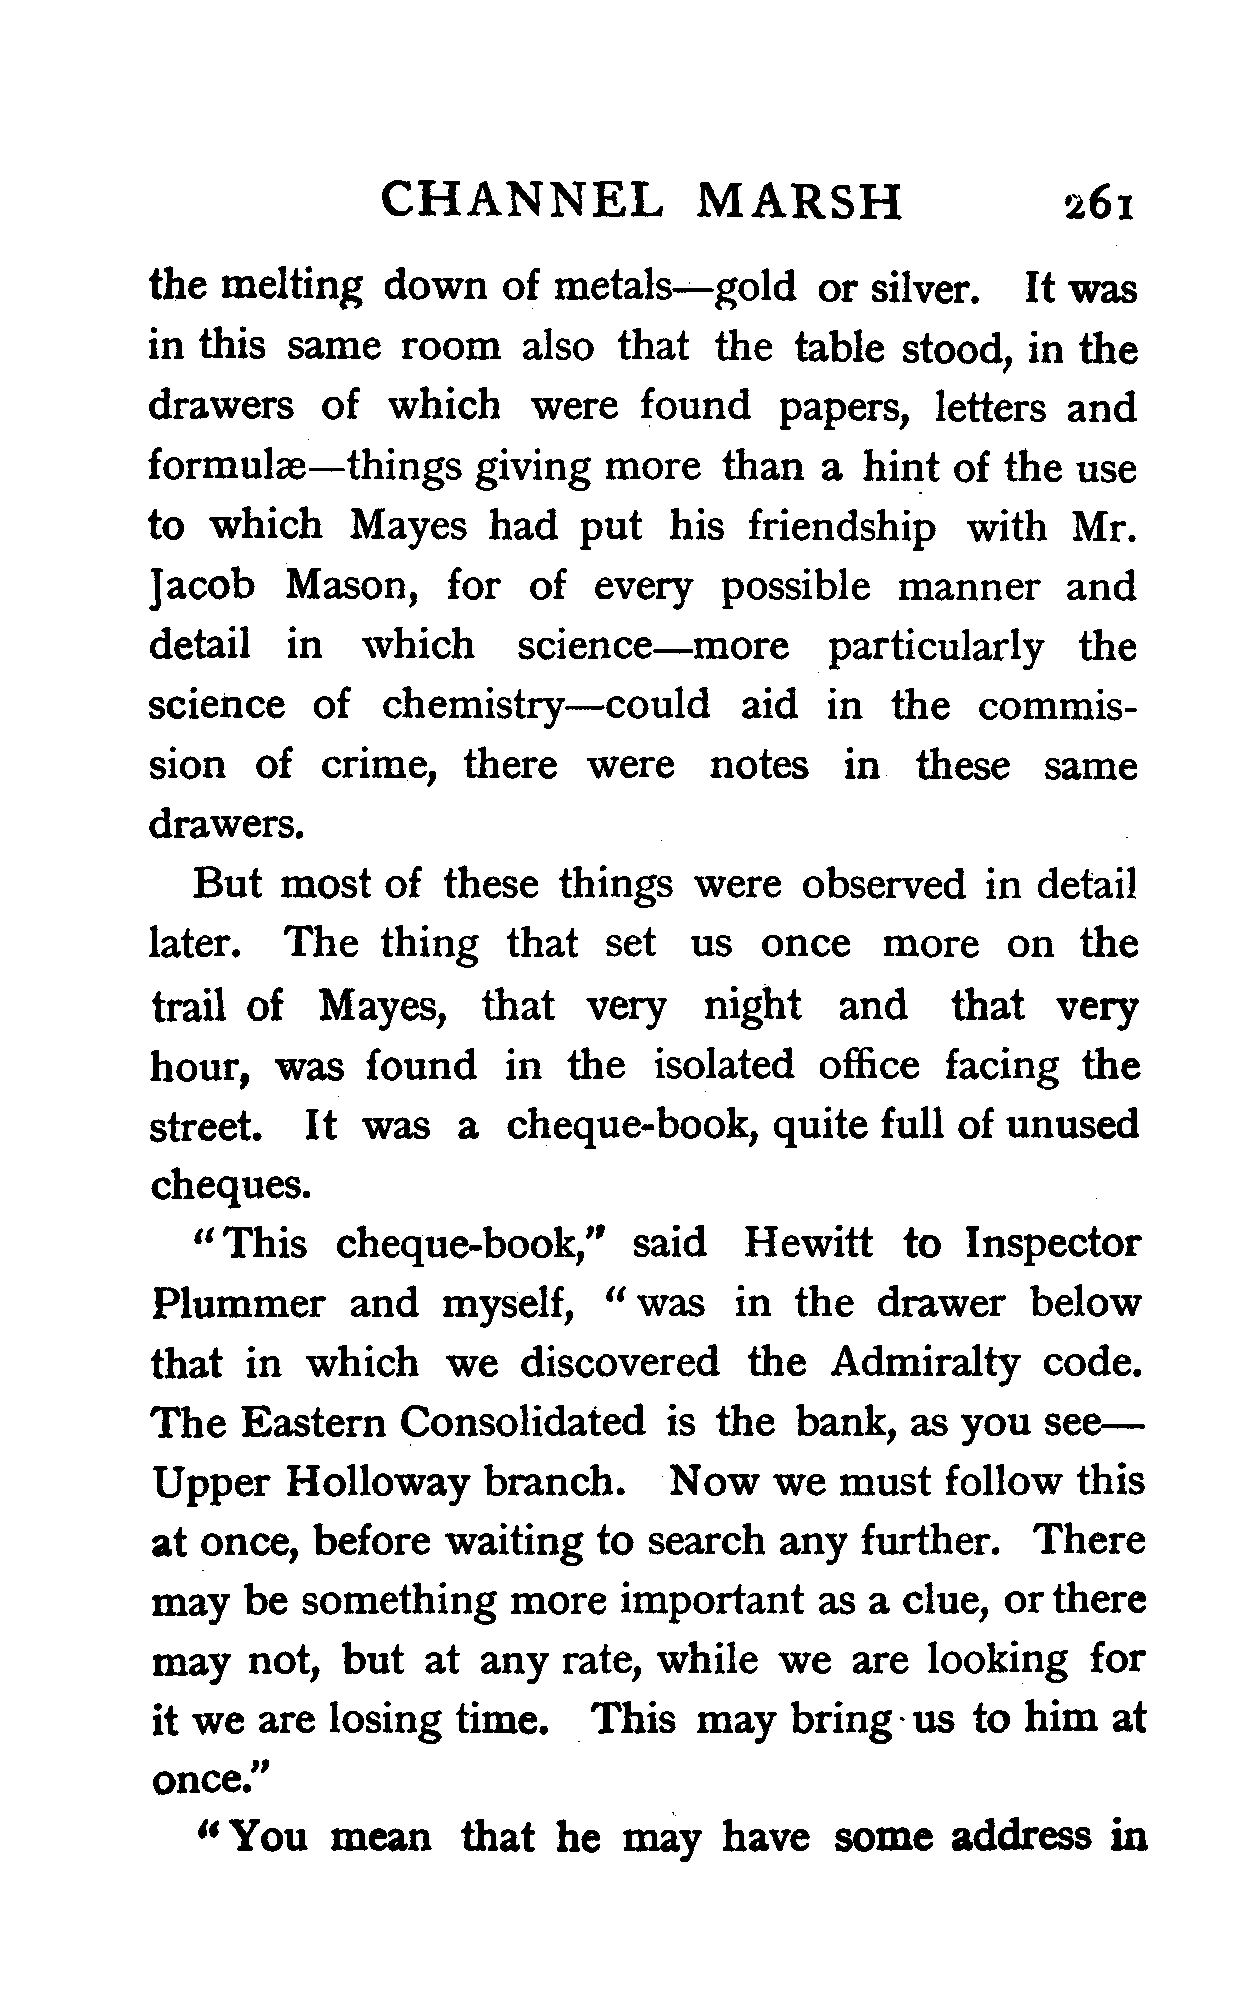 CHANNEL MARSH 261
the melting down of metals—gold or silver. It was
in this same room also that the table stood, in the
drawers of which were found papers, letters and
formulæ—things giving more than a hint of the use
to which Mayes had put his friendship with Mr.
Jacob Mason, for of every possible manner and
detail in which science—more particularly the
science of chemistry—could aid in the commis-
sion of crime, there were notes in these same
drawers.
But most of these things were observed in detail
later. The thing that set us once more on the
trail of Mayes, that very night and that very
hour, was found in the isolated office facing the
street. It was a cheque-book, quite full of unused
cheques.
"This cheque-book," said Hewitt to Inspector
Plummer and myself, "was in the drawer below
that in which we discovered the Admiralty code.
The Eastern Consolidated is the bank, as you see—
Upper Holloway branch. Now we must follow this
at once, before waiting to search any further. There
may be something more important as a clue, or there
may not, but at any rate, while we are looking for
it we are losing time. This may bring us to him at
once."
"You mean that he may have some address in